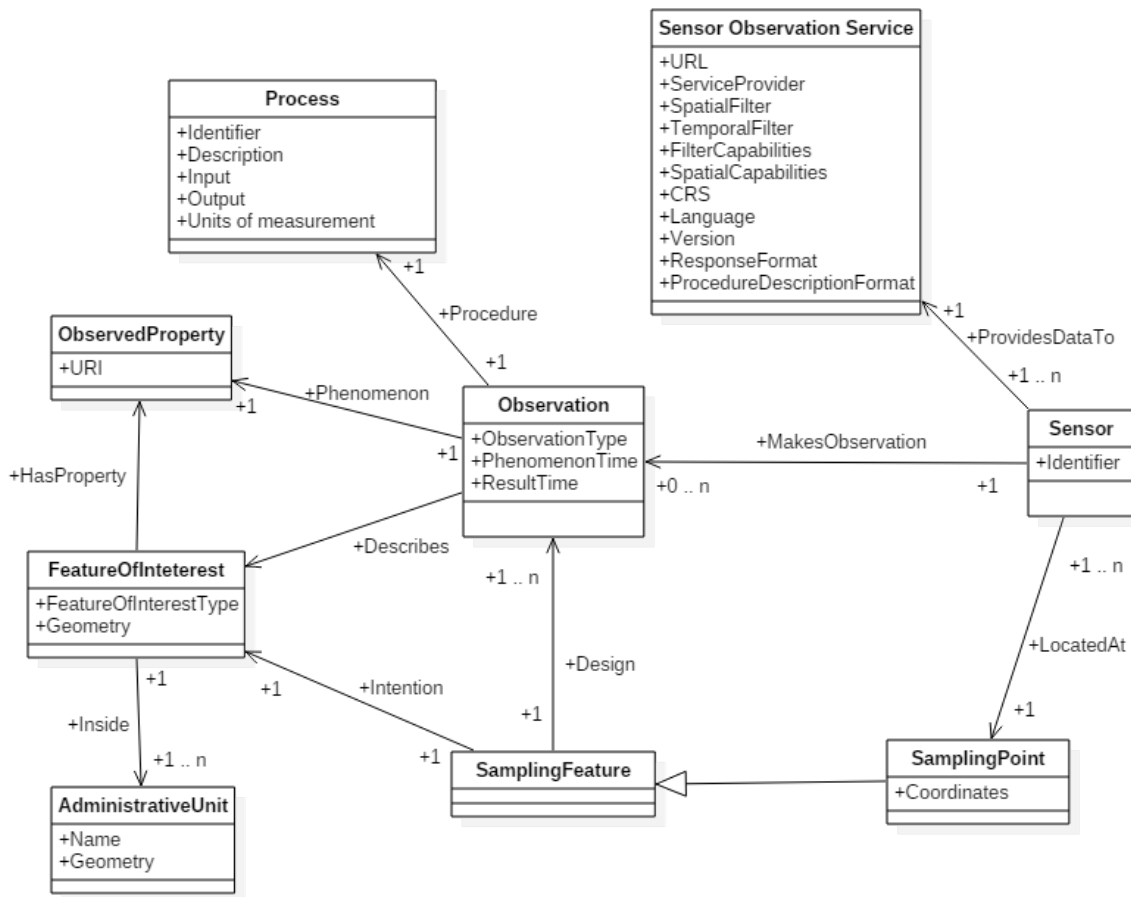 Sensor Observation Service
+URL
+ServiceProvider
+SpatialFilter
+TemporalFilter
+FilterCapabilities
+SpatialCapabilities
+CRS
+Language
+Version
+ResponseFormat
+ProcedureDescriptionFormat
Process
+Identifier
+Description
+Input
+Output
+Units of measurement
+1
+Procedure
+1
+1
+ProvidesDataTo
+1 .. n
ObservedProperty
+URI
+Phenomenon
+1
+1
Observation
+ObservationType
+PhenomenonTime
+ResultTime
+MakesObservation
+0 .. n
+1
Sensor
+Identifier
+HasProperty
+Describes
+1 .. n
+1 .. n
FeatureOfInteterest
+FeatureOfInterestType
+Geometry
+Design
+LocatedAt
+1
+1
+Intention
+1
+1
+1
+Inside
+1 .. n
SamplingFeature
SamplingPoint
+Coordinates
AdministrativeUnit
+Name
+Geometry